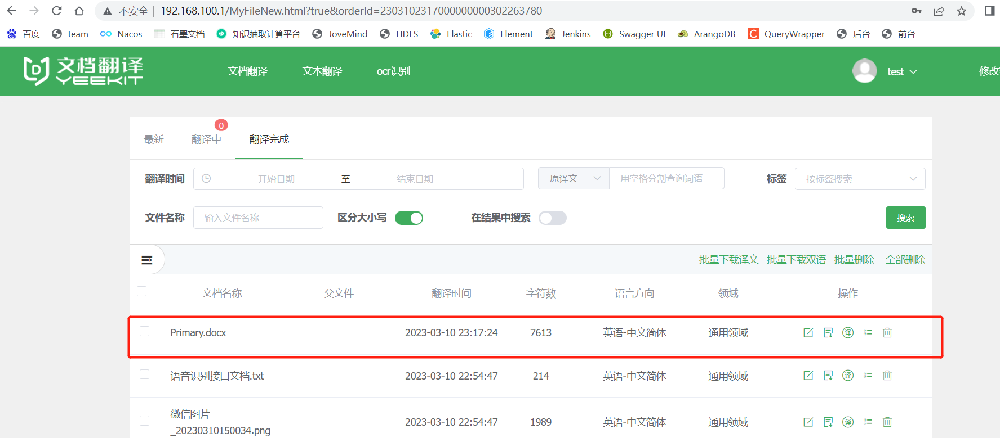 不安全 | 192.168.100.1/MyFileNew.html?true&orderId=2303102317000000000302263780
百度 team Nacos 石墨文档 知识抽取计算平台 JoveMind HDFS Elastic Element Jenkins Swagger UI ArangoDB QueryWrapper 后台 前台
文档翻译
YEEKIT
文档翻译 文本翻译 ocr识别 test 修改
0
最新 翻译中 翻译完成
翻译时间 开始日期 至 结束日期 原译文 用空格分割查询词语 标签 按标签搜索
文件名称 输入文件名称 区分大小写 在结果中搜索 搜索
批量下载译文 批量下载双语 批量删除 全部删除
文档名称 父文件 翻译时间 字符数 语言方向 领域 操作
Primary.docx 2023-03-10 23:17:24 7613 英语-中文简体 通用领域 译
语音识别接口文档.txt 2023-03-10 22:54:47 214 英语-中文简体 通用领域 译
微信图片
_20230310150034.png 2023-03-10 22:54:47 1989 英语-中文简体 通用领域 译